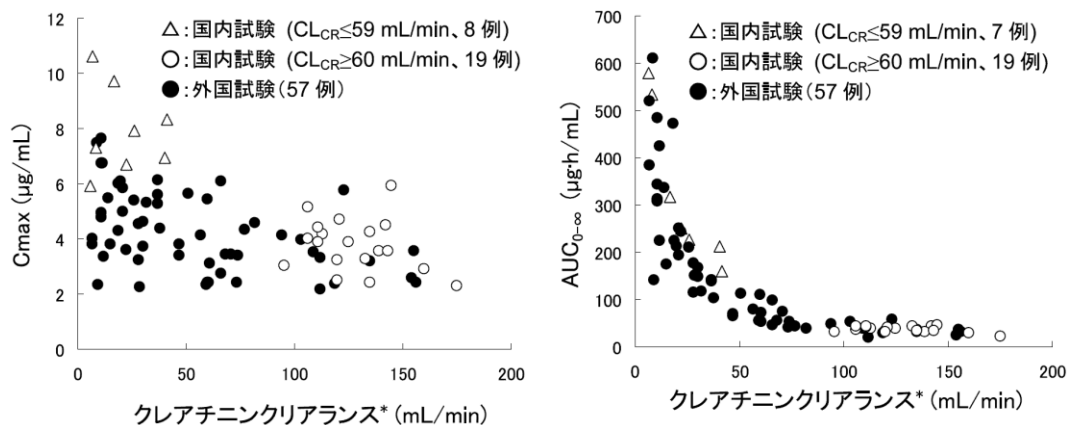 △：国内試験 (CLCR≤59 mL/min、8 例)
○：国内試験 (CLCR≥60 mL/min、19 例)
●：外国試験（57 例）
Cmax (μg/mL)
12
10
8
6
4
2
0
0 50 100 150 200
クレアチニンクリアランス* (mL/min)
△：国内試験 (CLCR≤59 mL/min、7 例)
○：国内試験 (CLCR≥60 mL/min、19 例)
●：外国試験（57 例）
AUC0-∞
(μg·h/mL)
700
600
500
400
300
200
100
0
0 50 100 150 200
クレアチニンクリアランス* (mL/min)